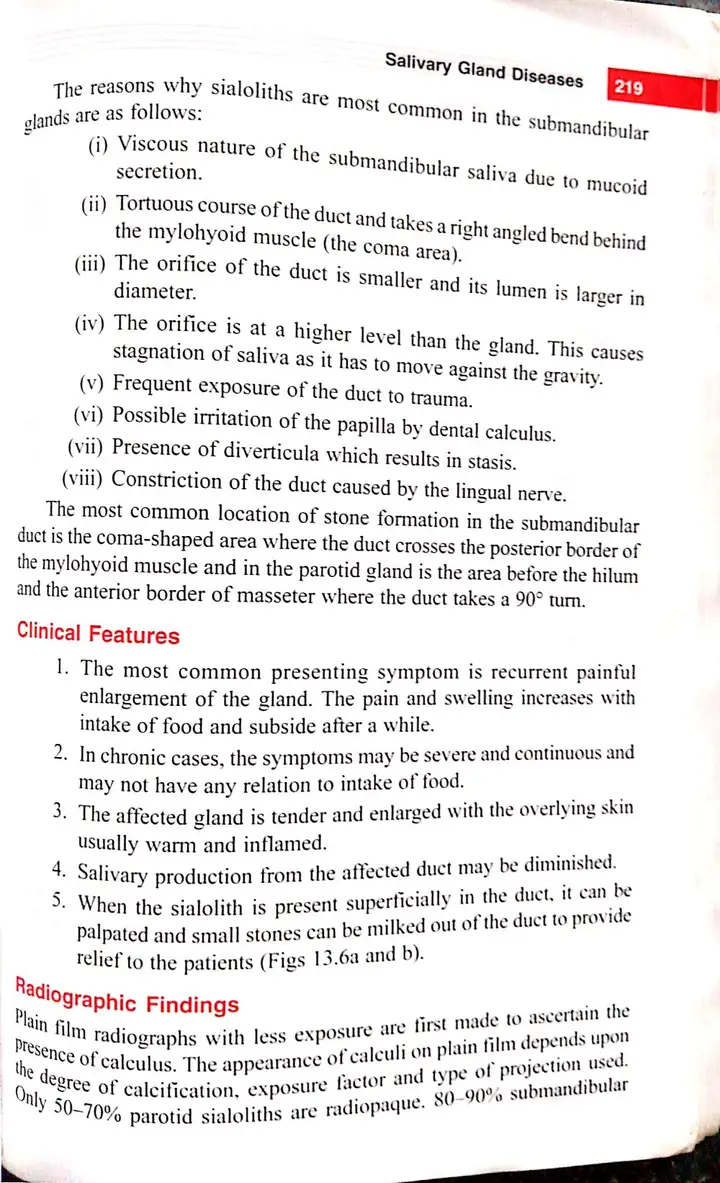 Salivary Gland Diseases 219
The reasons why sialoliths are most common in the submandibular
glands are as follows:
(i) Viscous nature of the submandibular saliva due to mucoid
secretion.
(ii) Tortuous course of the duct and takes a right angled bend behind
the mylohyoid muscle (the coma area).
(iii) The orifice of the duct is smaller and its lumen is larger in
diameter.
(iv) The orifice is at a higher level than the gland. This causes
stagnation of saliva as it has to move against the gravity.
(v) Frequent exposure of the duct to trauma.
(vi) Possible irritation of the papilla by dental calculus.
(vii) Presence of diverticula which results in stasis.
(viii) Constriction of the duct caused by the lingual nerve.
The most common location of stone formation in the submandibular
duct is the coma-shaped area where the duct crosses the posterior border of
the mylohyoid muscle and in the parotid gland is the area before the hilum
and the anterior border of masseter where the duct takes a 90° turn.
Clinical Features
1. The most common presenting symptom is recurrent painful
enlargement of the gland. The pain and swelling increases with
intake of food and subside after a while.
2. In chronic cases, the symptoms may be severe and continuous and
may not have any relation to intake of food.
3. The affected gland is tender and enlarged with the overlying skin
usually warm and inflamed.
4. Salivary production from the affected duct may be diminished.
5. When the sialolith is present superficially in the duct, it can be
palpated and small stones can be milked out of the duct to provide
relief to the patients (Figs 13.6a and b).
Radiographic Findings
Plain film radiographs with less exposure are first made to ascertain the
presence of calculus. The appearance of calculi on plain film depends upon
the degree of calcification, exposure factor and type of projection used.
Only 50–70% parotid sialoliths are radiopaque. 80–90% submandibular